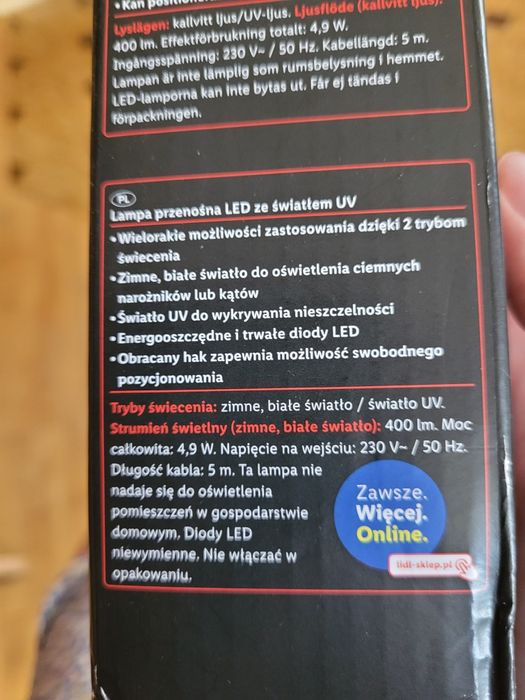 • Kan
Lyslägen: kallvitt ljus/UV-ljus. Ljusflöde (kallvitt ljus):
400 lm. Effektförbrukning totalt: 4,9 W.
Ingångsspänning: 230 V~ / 50 Hz. Kabellängd: 5 m.
Lampan är inte lämplig som rumsbelysning i hemmet.
LED-lamporna kan inte bytas ut. Får ej tändas i
förpackningen.
PL
Lampa przenośna LED ze światłem UV
• Wielorakie możliwości zastosowania dzięki 2 trybom
świecenia
• Zimne, białe światło do oświetlenia ciemnych
narożników lub kątów
• Światło UV do wykrywania nieszczelności
• Energooszczędne i trwałe diody LED
• Obracany hak zapewnia możliwość swobodnego
pozycjonowania
Tryby świecenia: zimne, białe światło / światło UV.
Strumień świetlny (zimne, białe światło): 400 lm. Moc
całkowita: 4,9 W. Napięcie na wejściu: 230 V~ / 50 Hz.
Długość kabla: 5 m. Ta lampa nie
nadaje się do oświetlenia
pomieszczeń w gospodarstwie
domowym. Diody LED
niewymienne. Nie włączać w
opakowaniu.
Zawsze.
Więcej.
Online.
lidl-sklep.pl